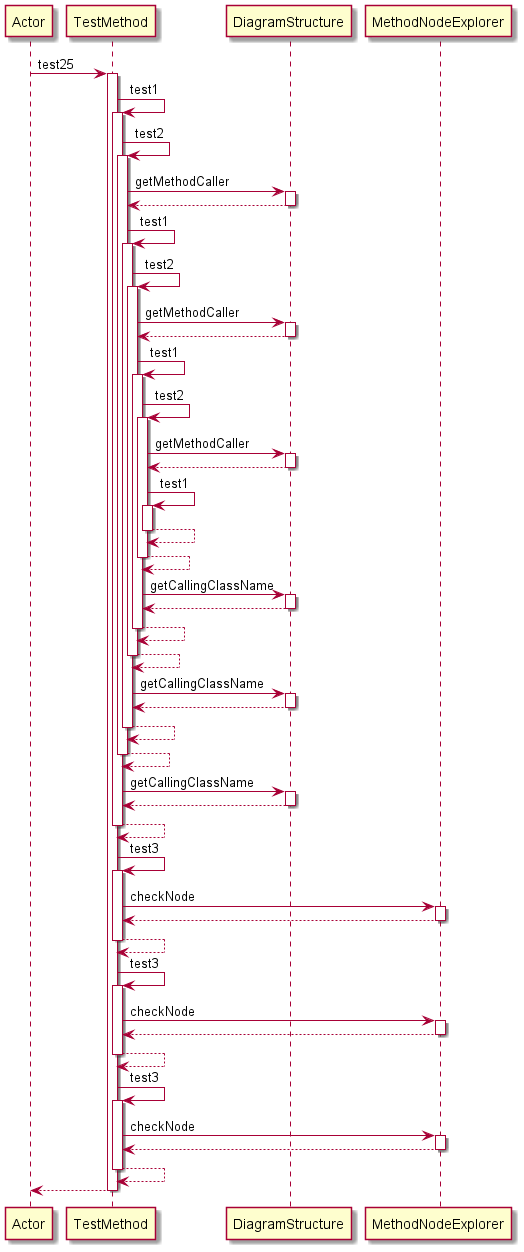 Actor TestMethod DiagramStructure MethodNodeExplorer
test25
test1
test2
getMethodCaller
test1
test2
getMethodCaller
test1
test2
getMethodCaller
test1
getCallingClassName
getCallingClassName
getCallingClassName
test3
checkNode
test3
checkNode
test3
checkNode
Actor TestMethod DiagramStructure MethodNodeExplorer